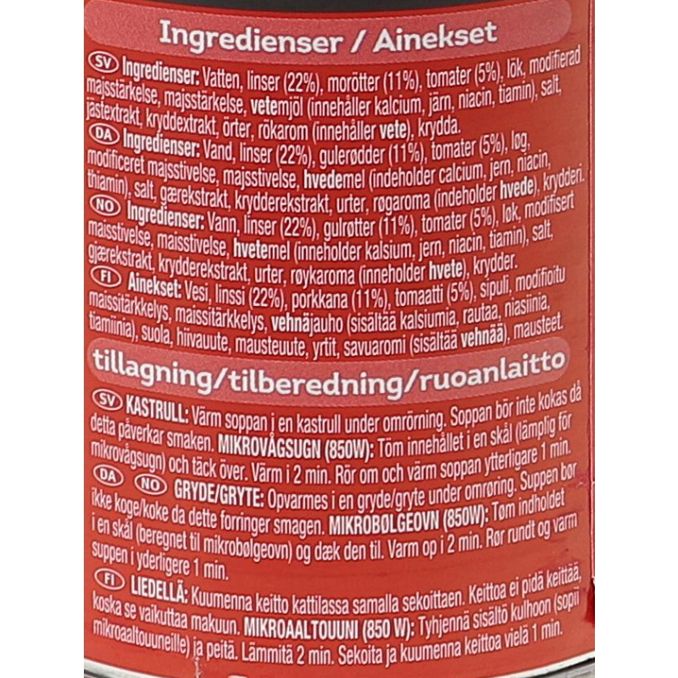 Ingredienser / Ainekset
SV Ingredienser: Vatten, linser (22%), morötter (11%), tomater (5%), lök, modifierad
majsstärkelse, majsstärkelse, vetemjöl (innehåller kalcium, järn, niacin, tiamin), salt,
jästextrakt, kryddextrakt, örter, rökarom (innehåller vete), krydda.
DA Ingredienser: Vand, linser (22%), gulerødder (11%), tomater (5%), løg,
modificeret majsstivelse, majsstivelse, hvedemel (indeholder calcium, jern, niacin,
thiamin), salt, gærekstrakt, krydderekstrakt, urter, røgaroma (indeholder hvede), krydderi.
NO Ingredienser: Vann, linser (22%), gulrøtter (11%), tomater (5%), løk, modifisert
maisstivelse, maisstivelse, hvetemel (inneholder kalsium, jern, niacin, tiamin), salt,
gjærekstrakt, krydderekstrakt, urter, røykaroma (inneholder hvete), krydder.
FI Ainekset: Vesi, linssi (22%), porkkana (11%), tomaatti (5%), sipuli, modifioitu
maissitärkkelys, maissitärkkelys, vehnäjauho (sisältää kalsiumia, rautaa, niasiinia,
tiamiinia), suola, hiivauute, mausteuute, yrtit, savuaromi (sisältää vehnää), mausteet.
tillagning/tilberedning/ruoanlaitto
SV KASTRULL: Värm soppan i en kastrull under omrörning. Soppan bör inte kokas då
detta påverkar smaken. MIKROVÅGSUGN (850W): Töm innehållet i en skål (lämplig för
mikrovågsugn) och täck över. Värm i 2 min. Rör om och värm soppan ytterligare 1 min.
DA NO GRYDE/GRYTE: Opvarmes i en gryde/gryte under omrøring. Suppen bør
ikke koge/koke da dette forringer smagen. MIKROBØLGEOVN (850W): Tøm indholdet
i en skål (beregnet til mikrobølgeovn) og dæk den til. Varm op i 2 min. Rør rundt og varm
suppen i yderligere 1 min.
FI LIEDELLÄ: Kuumenna keitto kattilassa samalla sekoittaen. Keittoa ei pidä keittää,
koska se vaikuttaa makuun. MIKROAALTOUUNI (850 W): Tyhjennä sisältö kulhoon (sopii
mikroaaltouuneille) ja peitä. Lämmitä 2 min. Sekoita ja kuumenna keittoa vielä 1 min.